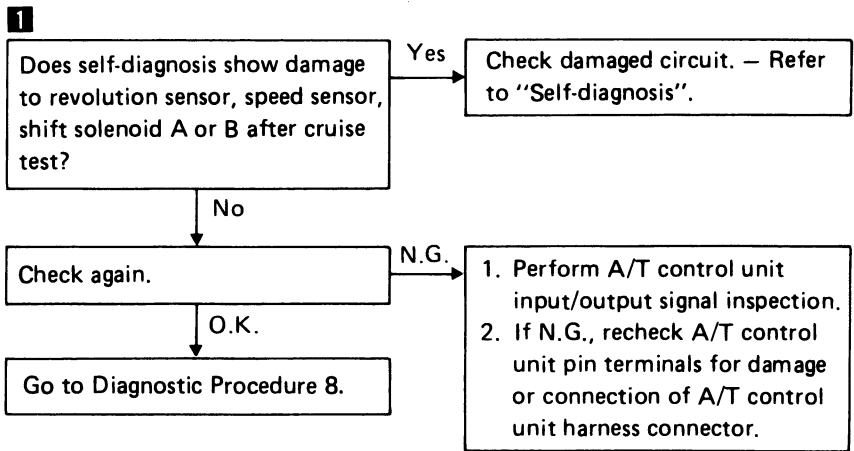 1
Does self-diagnosis show damage
to revolution sensor, speed sensor,
shift solenoid A or B after cruise
test?
Yes
Check damaged circuit. — Refer
to "Self-diagnosis".
No
Check again.
N.G.
1. Perform A/T control unit
input/output signal inspection.
2. If N.G., recheck A/T control
unit pin terminals for damage
or connection of A/T control
unit harness connector.
O.K.
Go to Diagnostic Procedure 8.